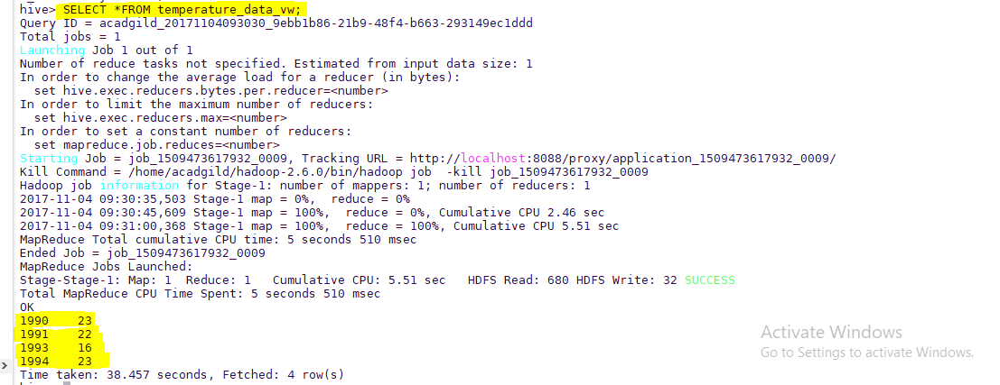 hive> SELECT *FROM temperature_data_vw;
Query ID = acadgild_20171104093030_9ebb1b86-21b9-48f4-b663-293149ec1ddd
Total jobs = 1
Launching Job 1 out of 1
Number of reduce tasks not specified. Estimated from input data size: 1
In order to change the average load for a reducer (in bytes):
  set hive.exec.reducers.bytes.per.reducer=<number>
In order to limit the maximum number of reducers:
  set hive.exec.reducers.max=<number>
In order to set a constant number of reducers:
  set mapreduce.job.reduces=<number>
Starting Job = job_1509473617932_0009, Tracking URL = http://localhost:8088/proxy/application_1509473617932_0009/
Kill Command = /home/acadgild/hadoop-2.6.0/bin/hadoop job  -kill job_1509473617932_0009
Hadoop job information for Stage-1: number of mappers: 1; number of reducers: 1
2017-11-04 09:30:35,503 Stage-1 map = 0%,  reduce = 0%
2017-11-04 09:30:45,609 Stage-1 map = 100%,  reduce = 0%, Cumulative CPU 2.46 sec
2017-11-04 09:31:00,368 Stage-1 map = 100%,  reduce = 100%, Cumulative CPU 5.51 sec
MapReduce Total cumulative CPU time: 5 seconds 510 msec
Ended Job = job_1509473617932_0009
MapReduce Jobs Launched:
Stage-Stage-1: Map: 1  Reduce: 1   Cumulative CPU: 5.51 sec   HDFS Read: 680 HDFS Write: 32 SUCCESS
Total MapReduce CPU Time Spent: 5 seconds 510 msec
OK
1990    23
1991    22
1993    16
1994    23
Time taken: 38.457 seconds, Fetched: 4 row(s)
Activate Windows
Go to Settings to activate Windows.